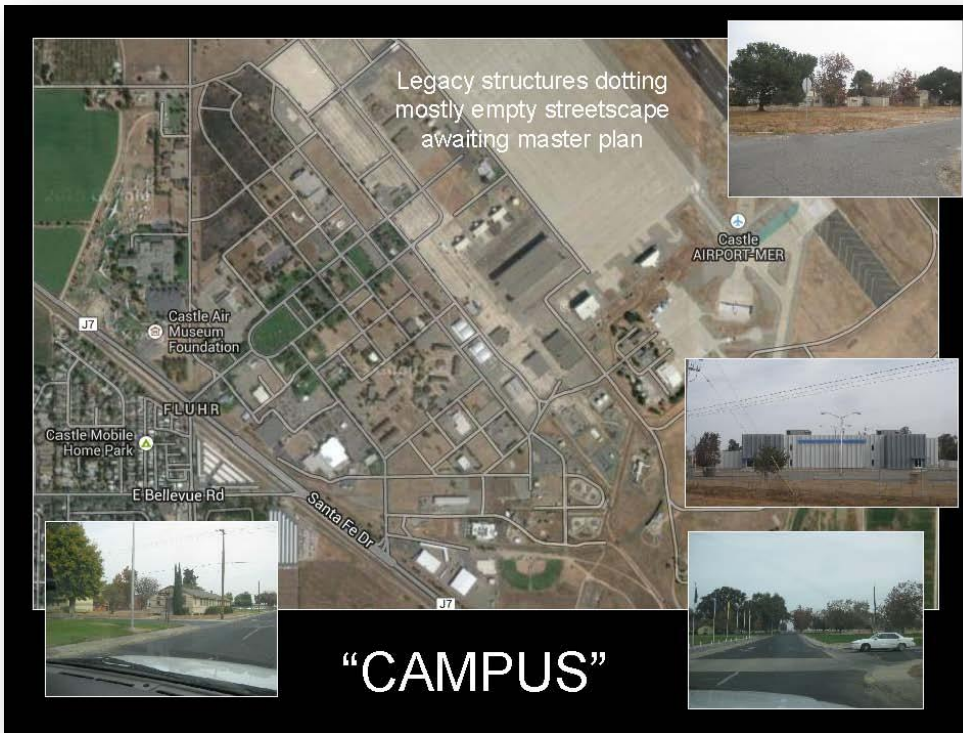 Legacy structures dotting
mostly empty streetscape
awaiting master plan
Castle
AIRPORT-MER
J7
Castle Air
Museum
Foundation
FLUHR
Castle Mobile
Home Park
E Bellevue Rd
Santa Fe Dr
J7
“CAMPUS”